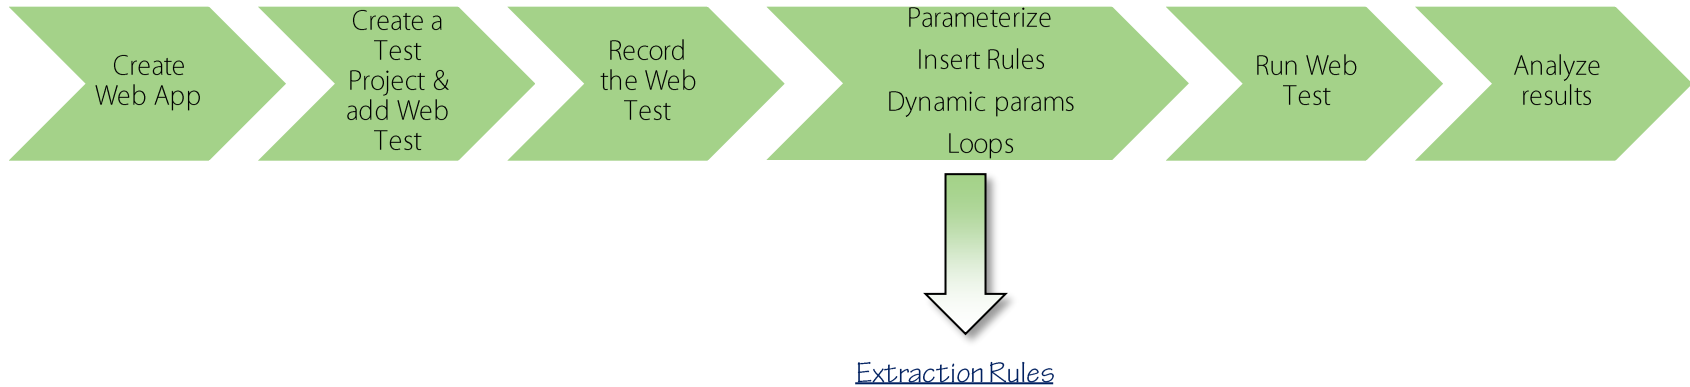 Create
Web App
Create a
Test
Project &
add Web
Test
Record
the Web
Test
Parameterize
Insert Rules
Dynamic params
Loops
Run Web
Test
Analyze
results
Extraction Rules